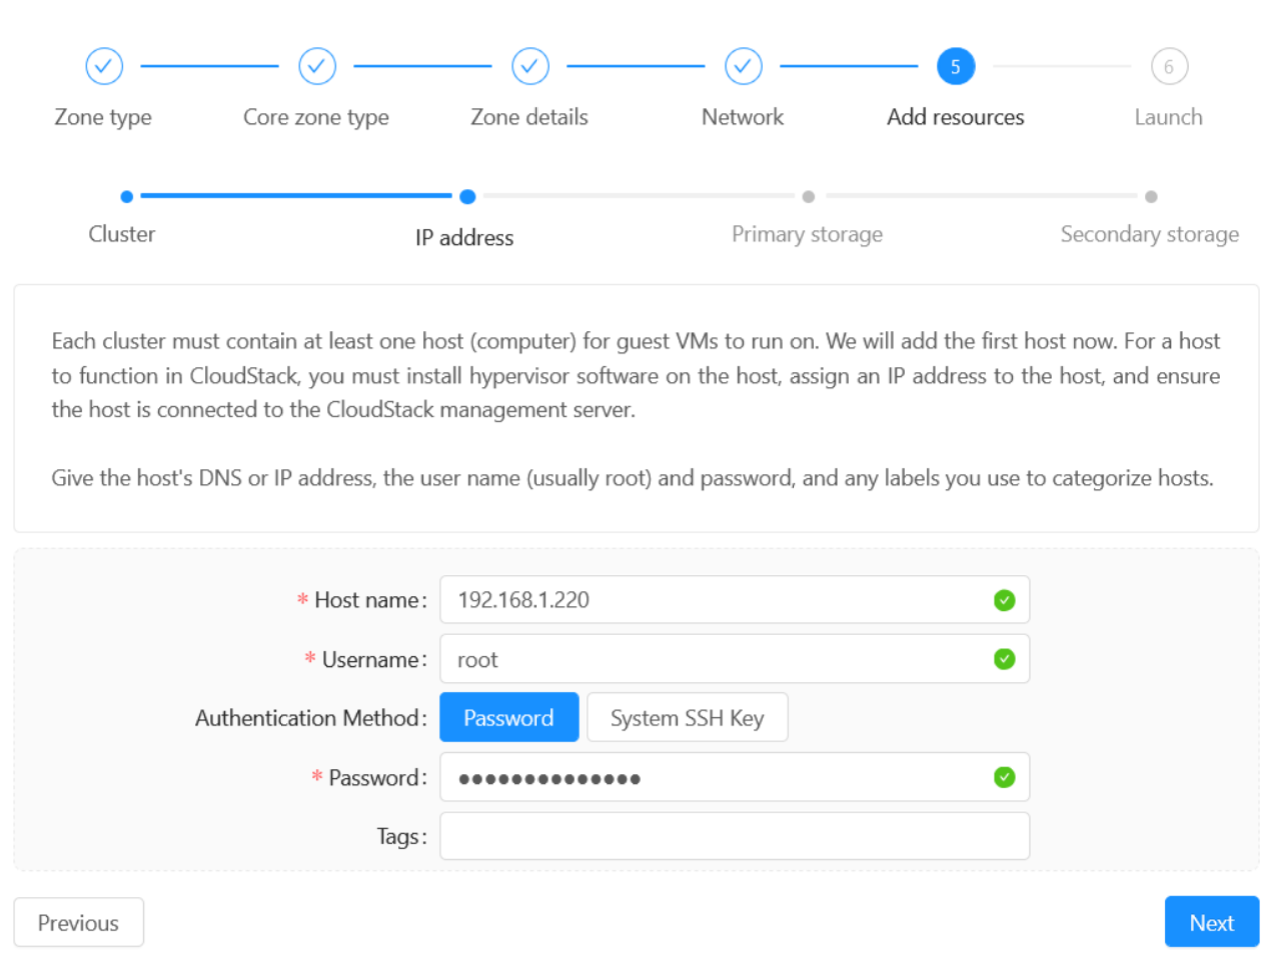 5
6
Zone type
Core zone type
Zone details
Network
Add resources
Launch
Cluster
IP address
Primary storage
Secondary storage
Each cluster must contain at least one host (computer) for guest VMs to run on. We will add the first host now. For a host
to function in CloudStack, you must install hypervisor software on the host, assign an IP address to the host, and ensure
the host is connected to the CloudStack management server.
Give the host's DNS or IP address, the user name (usually root) and password, and any labels you use to categorize hosts.
* Host name: 192.168.1.220
* Username: root
Authentication Method: Password System SSH Key
* Password: ••••••••••••••
Tags:
Previous
Next